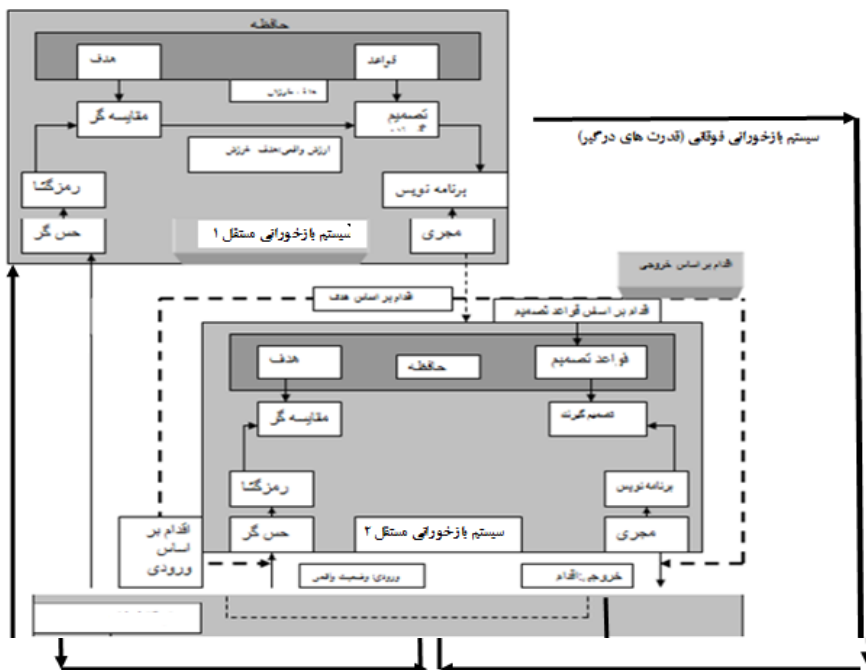 حافظه
هدف
قواعد
مقایسه گر
تصمیم
ارزش واقعی:هدف خرزش
رمزگشا
برنامه نویس
حس گر
سیستم بازخورانی مستقل ۱
مجری
سیستم بازخورانی فوقانی (قدرت های درگیر)
اقدام بر اساس خروجی
اقدام بر اساس هدف
اقدام بر اساس قواعد تصمیم
هدف
حافظه
قواعد تصمیم
مقایسه گر
تصمیم گیرنده
رمزگشا
برنامه نویس
اقدام بر
اساس
ورودی
حس گر
سیستم بازخورانی مستقل ۲
مجری
ورودی: وضعیت واقعی
خروجی:اقدام